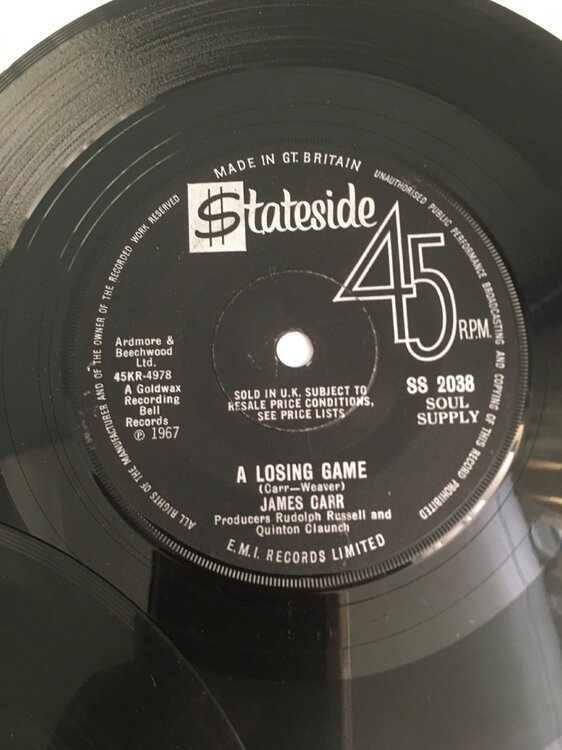 MADE IN GT. BRITAIN
UNAUTHORISED PUBLIC PERFORMANCE BROADCASTING AND COPYING OF THIS RECORD PROHIBITED
ALL RIGHTS OF THE MANUFACTURER AND OF THE OWNER OF THE RECORDED WORK RESERVED
$tateside
45 R.P.M.
Ardmore &
Beechwood
Ltd.
45KR-4978
A Goldwax
Recording
Bell
Records
℗ 1967
SOLD IN U.K. SUBJECT TO
RESALE PRICE CONDITIONS,
SEE PRICE LISTS
SS 2038
SOUL
SUPPLY
A LOSING GAME
(Carr—Weaver)
JAMES CARR
Producers Rudolph Russell and
Quinton Claunch
E.M.I. RECORDS LIMITED